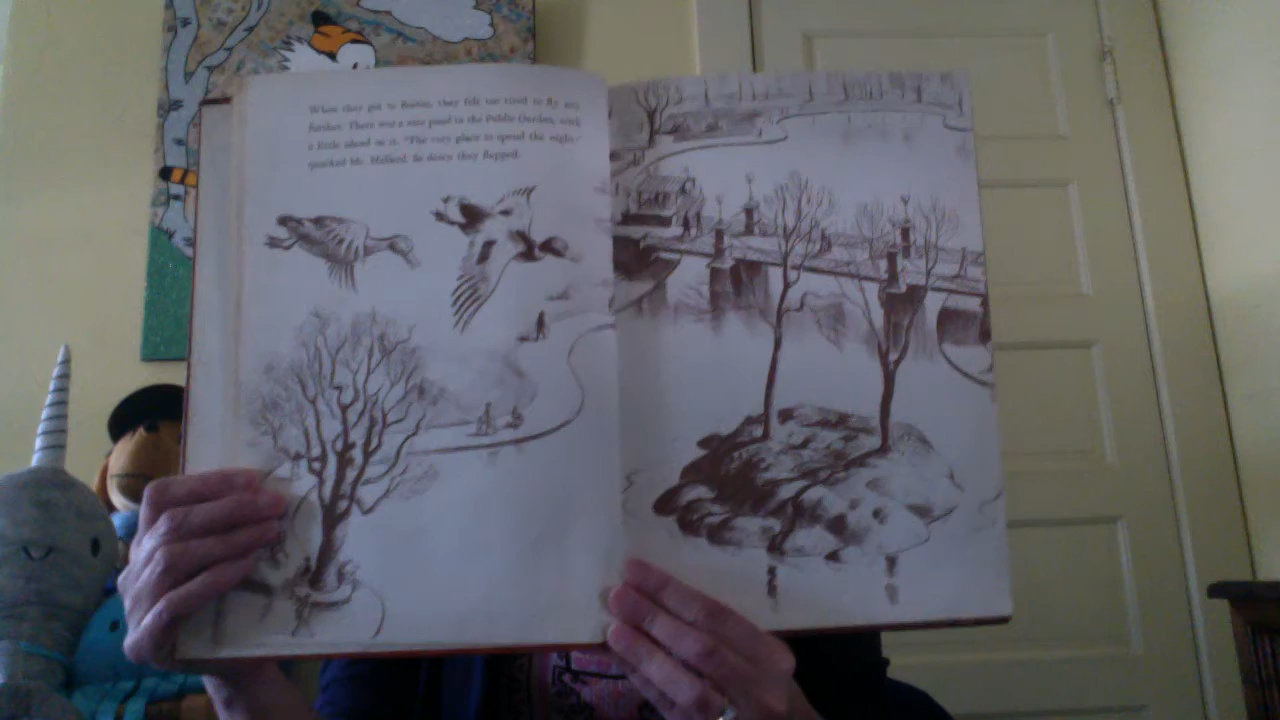 When they got to Boston, they felt too tired to fly any
further. There was a nice pond in the Public Garden, with
a little island on it. "The very place to spend the night,"
quacked Mr. Mallard. So down they flapped.